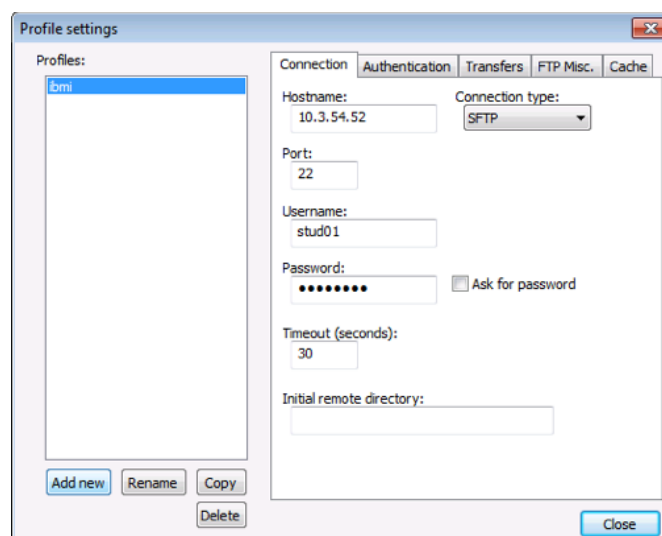 Profile settings
Profiles:
ibmi
Add new
Rename
Copy
Delete
Connection
Authentication
Transfers
FTP Misc.
Cache
Hostname:
10.3.54.52
Connection type:
SFTP
Port:
22
Username:
stud01
Password:
••••••••
Ask for password
Timeout (seconds):
30
Initial remote directory:
Close